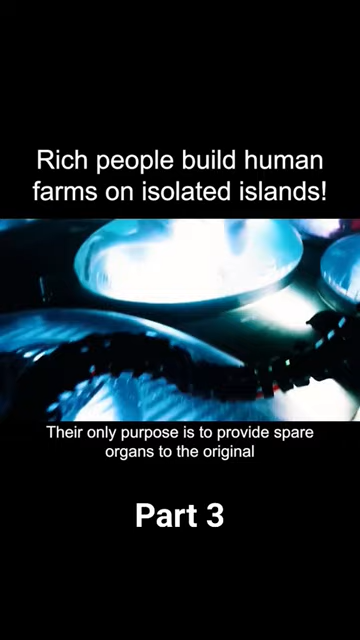 Rich people build human
farms on isolated islands!
Their only purpose is to provide spare
organs to the original
Part 3